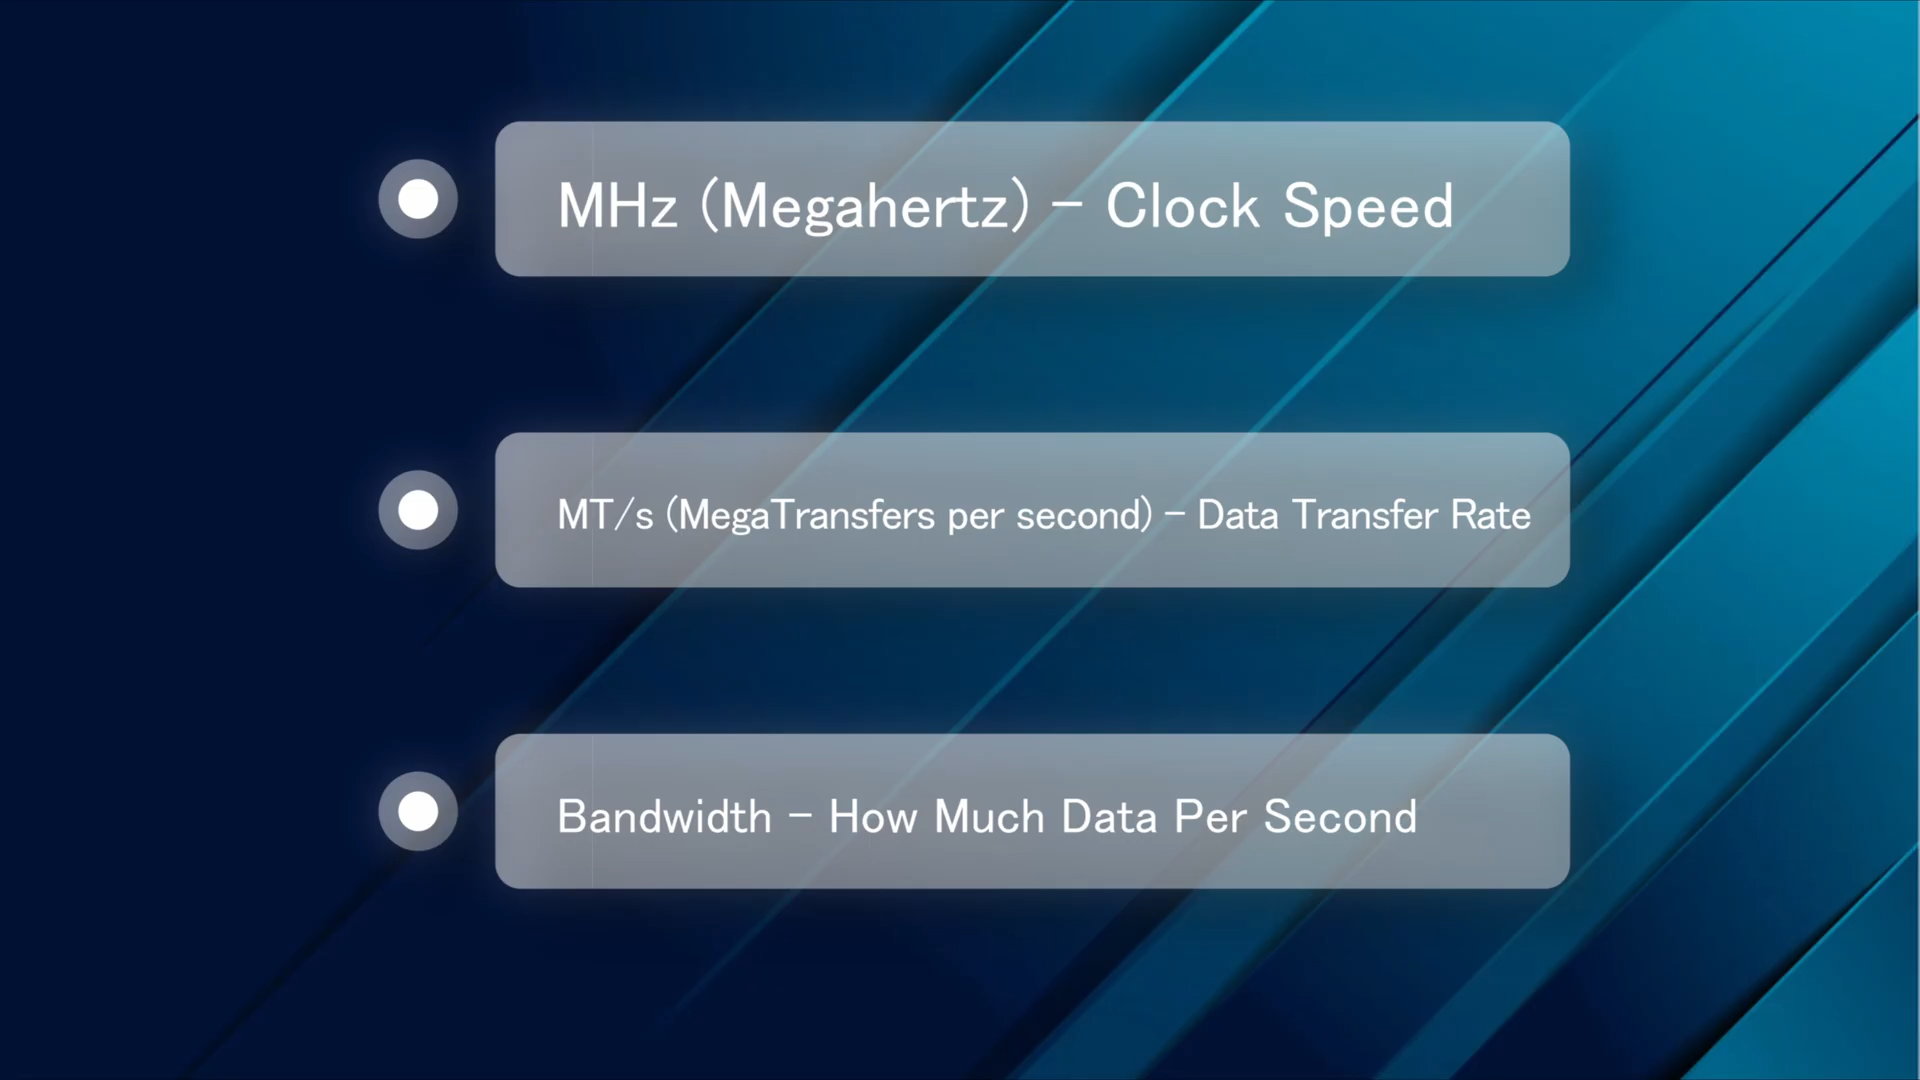 MHz (Megahertz) - Clock Speed
MT/s (MegaTransfers per second) - Data Transfer Rate
Bandwidth - How Much Data Per Second